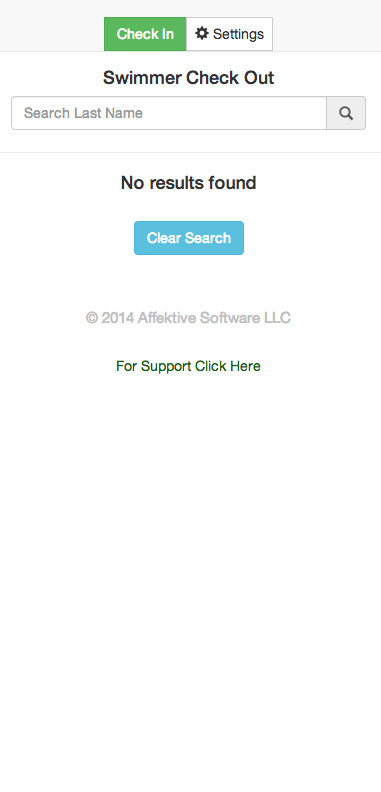 Check In Settings
Swimmer Check Out
Search Last Name
No results found
Clear Search
© 2014 Affektive Software LLC
For Support Click Here